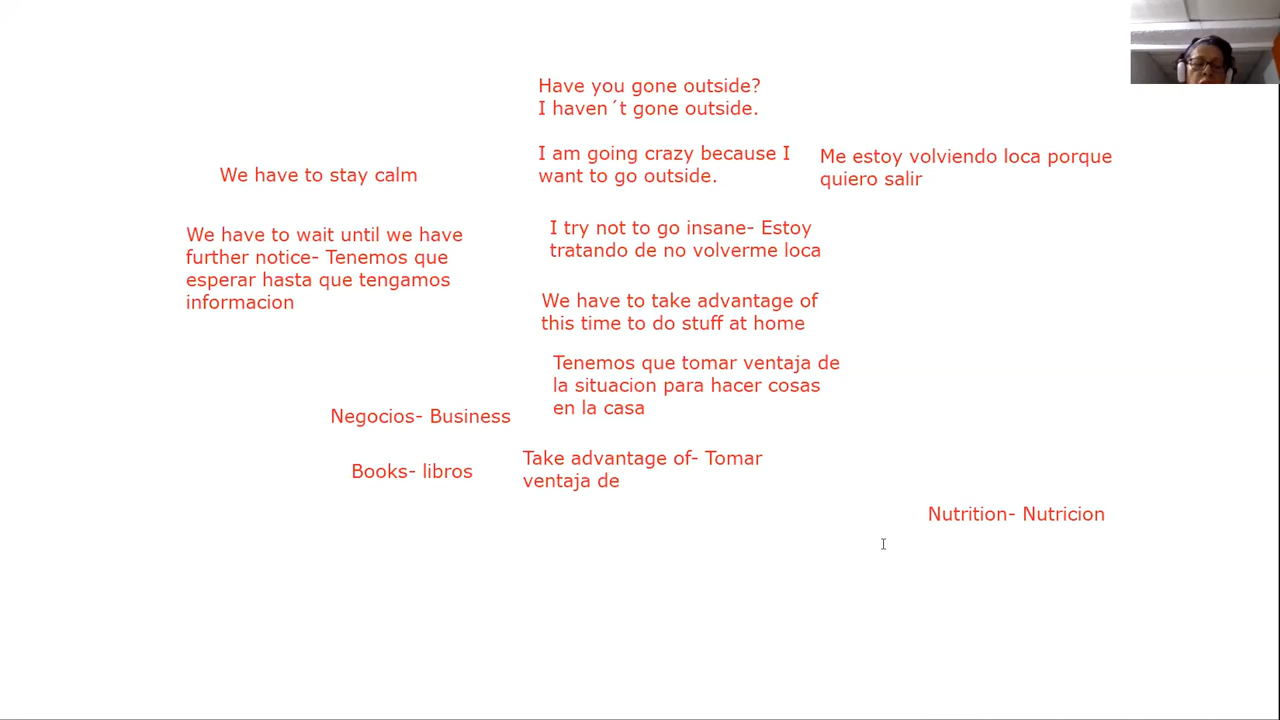 Have you gone outside?
I haven´t gone outside.
I am going crazy because I
want to go outside.
Me estoy volviendo loca porque
quiero salir
We have to stay calm
I try not to go insane- Estoy
tratando de no volverme loca
We have to wait until we have
further notice- Tenemos que
esperar hasta que tengamos
informacion
We have to take advantage of
this time to do stuff at home
Tenemos que tomar ventaja de
la situacion para hacer cosas
en la casa
Negocios- Business
Take advantage of- Tomar
ventaja de
Books- libros
Nutrition- Nutricion